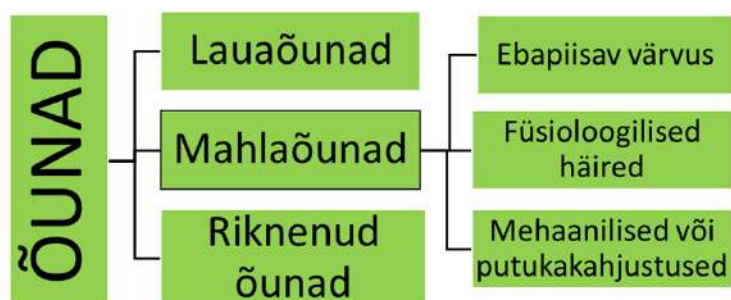 ÕUNAD
Lauaõunad
Mahlaõunad
Riknenud
õunad
Ebapiisav värvus
Füsioloogilised
häired
Mehaanilised või
putukakahjustused